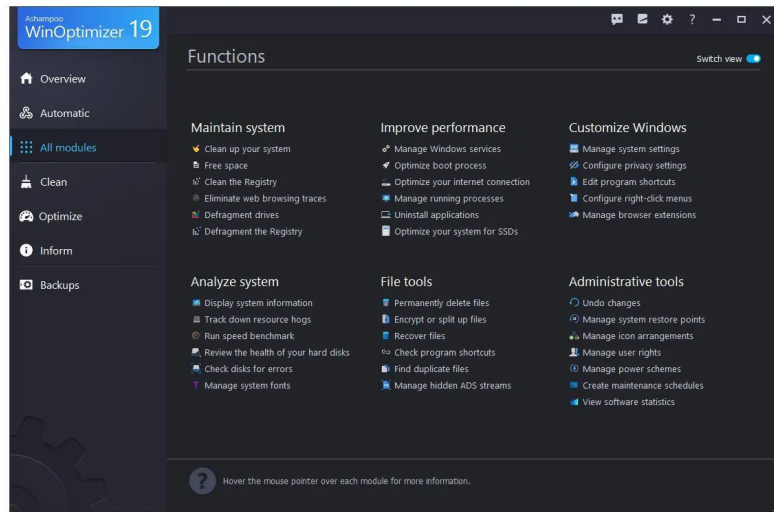 Ashampoo
WinOptimizer 19
?
Functions
Switch view
Overview
Automatic
All modules
Clean
Optimize
Inform
Backups
Maintain system
Clean up your system
Free space
Clean the Registry
Eliminate web browsing traces
Defragment drives
Defragment the Registry
Improve performance
Manage Windows services
Optimize boot process
Optimize your internet connection
Manage running processes
Uninstall applications
Optimize your system for SSDs
Customize Windows
Manage system settings
Configure privacy settings
Edit program shortcuts
Configure right-click menus
Manage browser extensions
Analyze system
Display system information
Track down resource hogs
Run speed benchmark
Review the health of your hard disks
Check disks for errors
Manage system fonts
File tools
Permanently delete files
Encrypt or split up files
Recover files
Check program shortcuts
Find duplicate files
Manage hidden ADS streams
Administrative tools
Undo changes
Manage system restore points
Manage icon arrangements
Manage user rights
Manage power schemes
Create maintenance schedules
View software statistics
? Hover the mouse pointer over each module for more information.